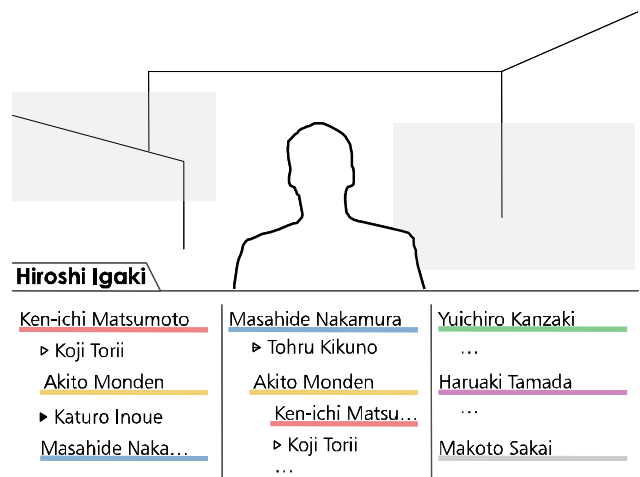 Hiroshi Igaki
Ken-ichi Matsumoto
▹ Koji Torii
Akito Monden
▸ Katuro Inoue
Masahide Naka...
Masahide Nakamura
▹ Tohru Kikuno
Akito Monden
Ken-ichi Matsu...
▹ Koji Torii
...
Yuichiro Kanzaki
...
Haruaki Tamada
...
Makoto Sakai